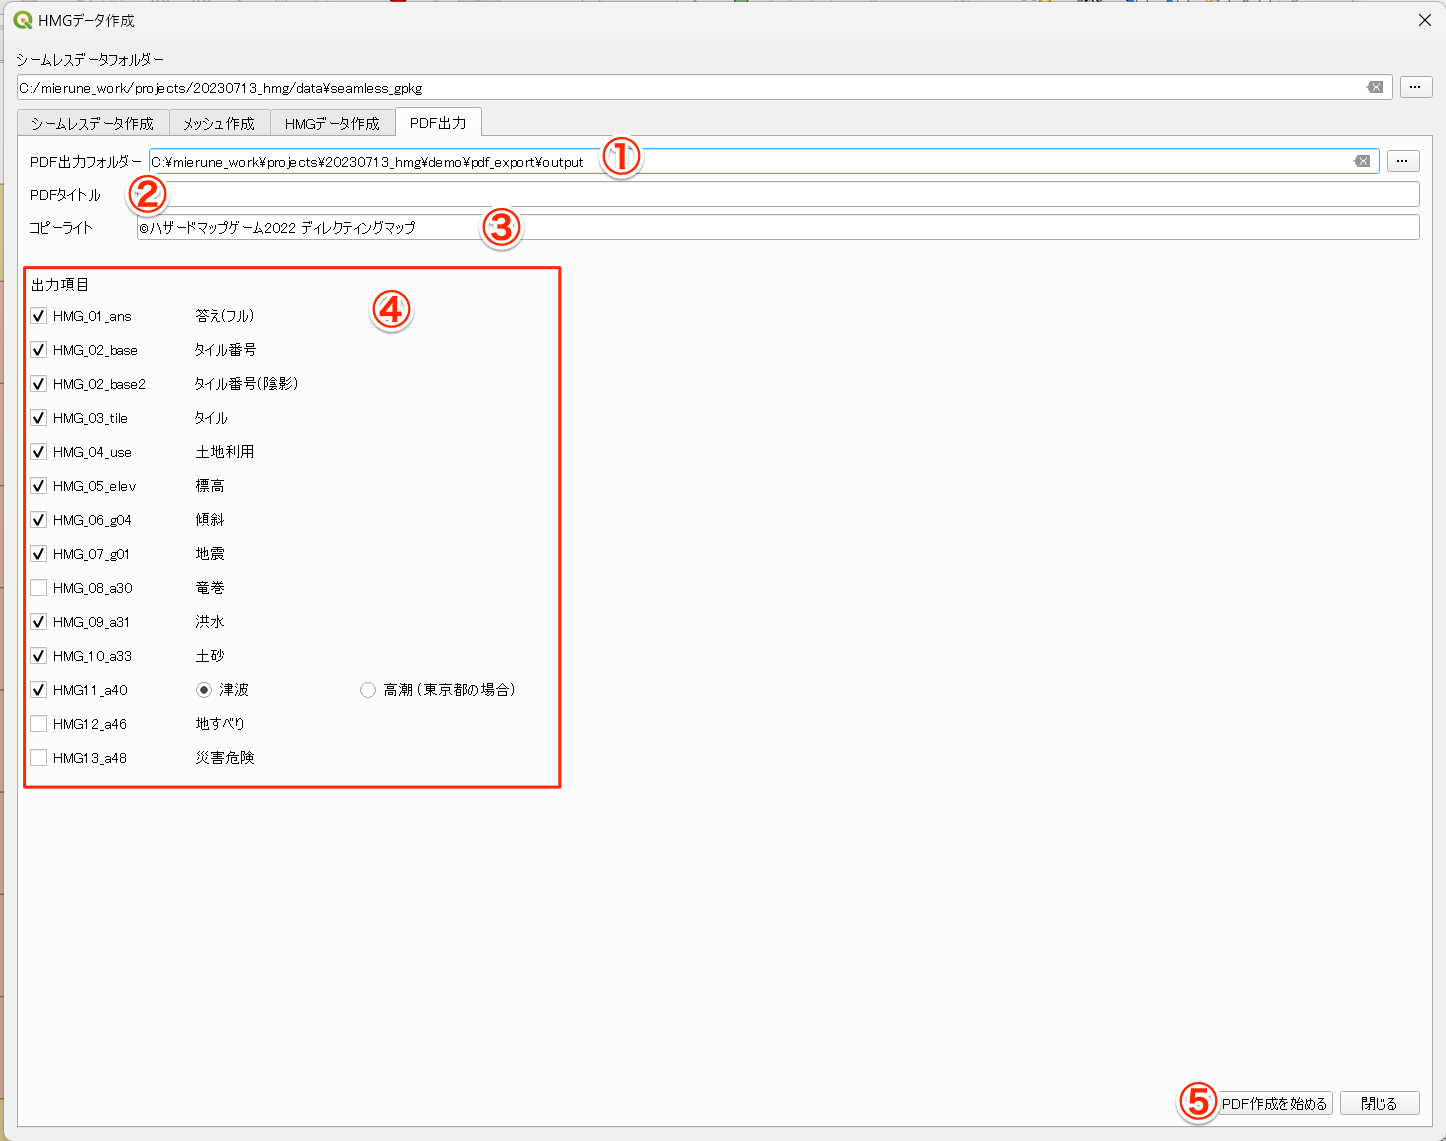 HMGデータ作成
シームレスデータフォルダー
C:/mierune_work/projects/20230713_hmg/data¥seamless_gpkg
...
シームレスデータ作成 メッシュ作成 HMGデータ作成 PDF出力
PDF出力フォルダー C:¥mierune_work¥projects¥20230713_hmg¥demo¥pdf_export¥output ① ...
PDFタイトル ②
コピーライト ©ハザードマップゲーム2022 ディレクティングマップ ③
出力項目
④
HMG_01_ans 答え(フル)
HMG_02_base タイル番号
HMG_02_base2 タイル番号(陰影)
HMG_03_tile タイル
HMG_04_use 土地利用
HMG_05_elev 標高
HMG_06_g04 傾斜
HMG_07_g01 地震
HMG_08_a30 竜巻
HMG_09_a31 洪水
HMG_10_a33 土砂
HMG11_a40 津波 高潮（東京都の場合）
HMG12_a46 地すべり
HMG13_a48 災害危険
⑤ PDF作成を始める 閉じる